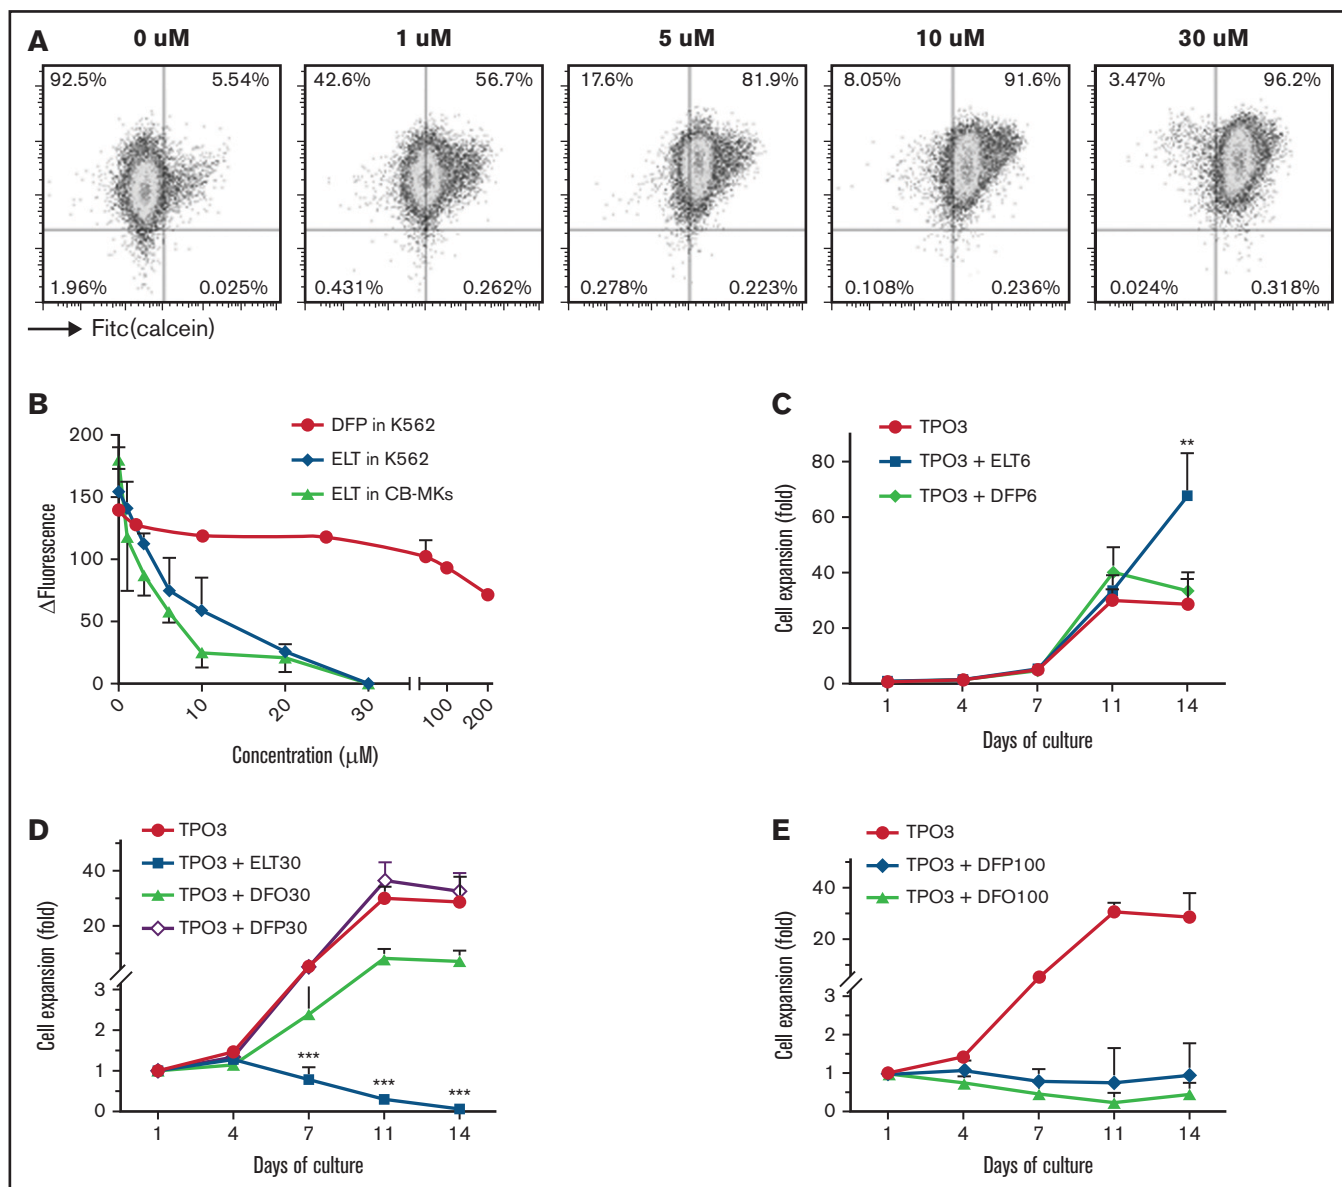 A
0 uM 1 uM 5 uM 10 uM 30 uM
92.5% 5.54% 42.6% 56.7% 17.6% 81.9% 8.05% 91.6% 3.47% 96.2%
1.96% 0.025% 0.431% 0.262% 0.278% 0.223% 0.108% 0.236% 0.024% 0.318%
Fitc(calcein)
B
DFP in K562
ELT in K562
ELT in CB-MKs
ΔFluorescence
200
150
100
50
0
0 10 20 30 100 200
Concentration (μM)
C
TPO3
TPO3 + ELT6
TPO3 + DFP6
**
Cell expansion (fold)
80
60
40
20
0
1 4 7 11 14
Days of culture
D
TPO3
TPO3 + ELT30
TPO3 + DFO30
TPO3 + DFP30
Cell expansion (fold)
40
20
3
2
1
0
*** *** ***
1 4 7 11 14
Days of culture
E
TPO3
TPO3 + DFP100
TPO3 + DFO100
Cell expansion (fold)
40
20
3
2
1
0
1 4 7 11 14
Days of culture